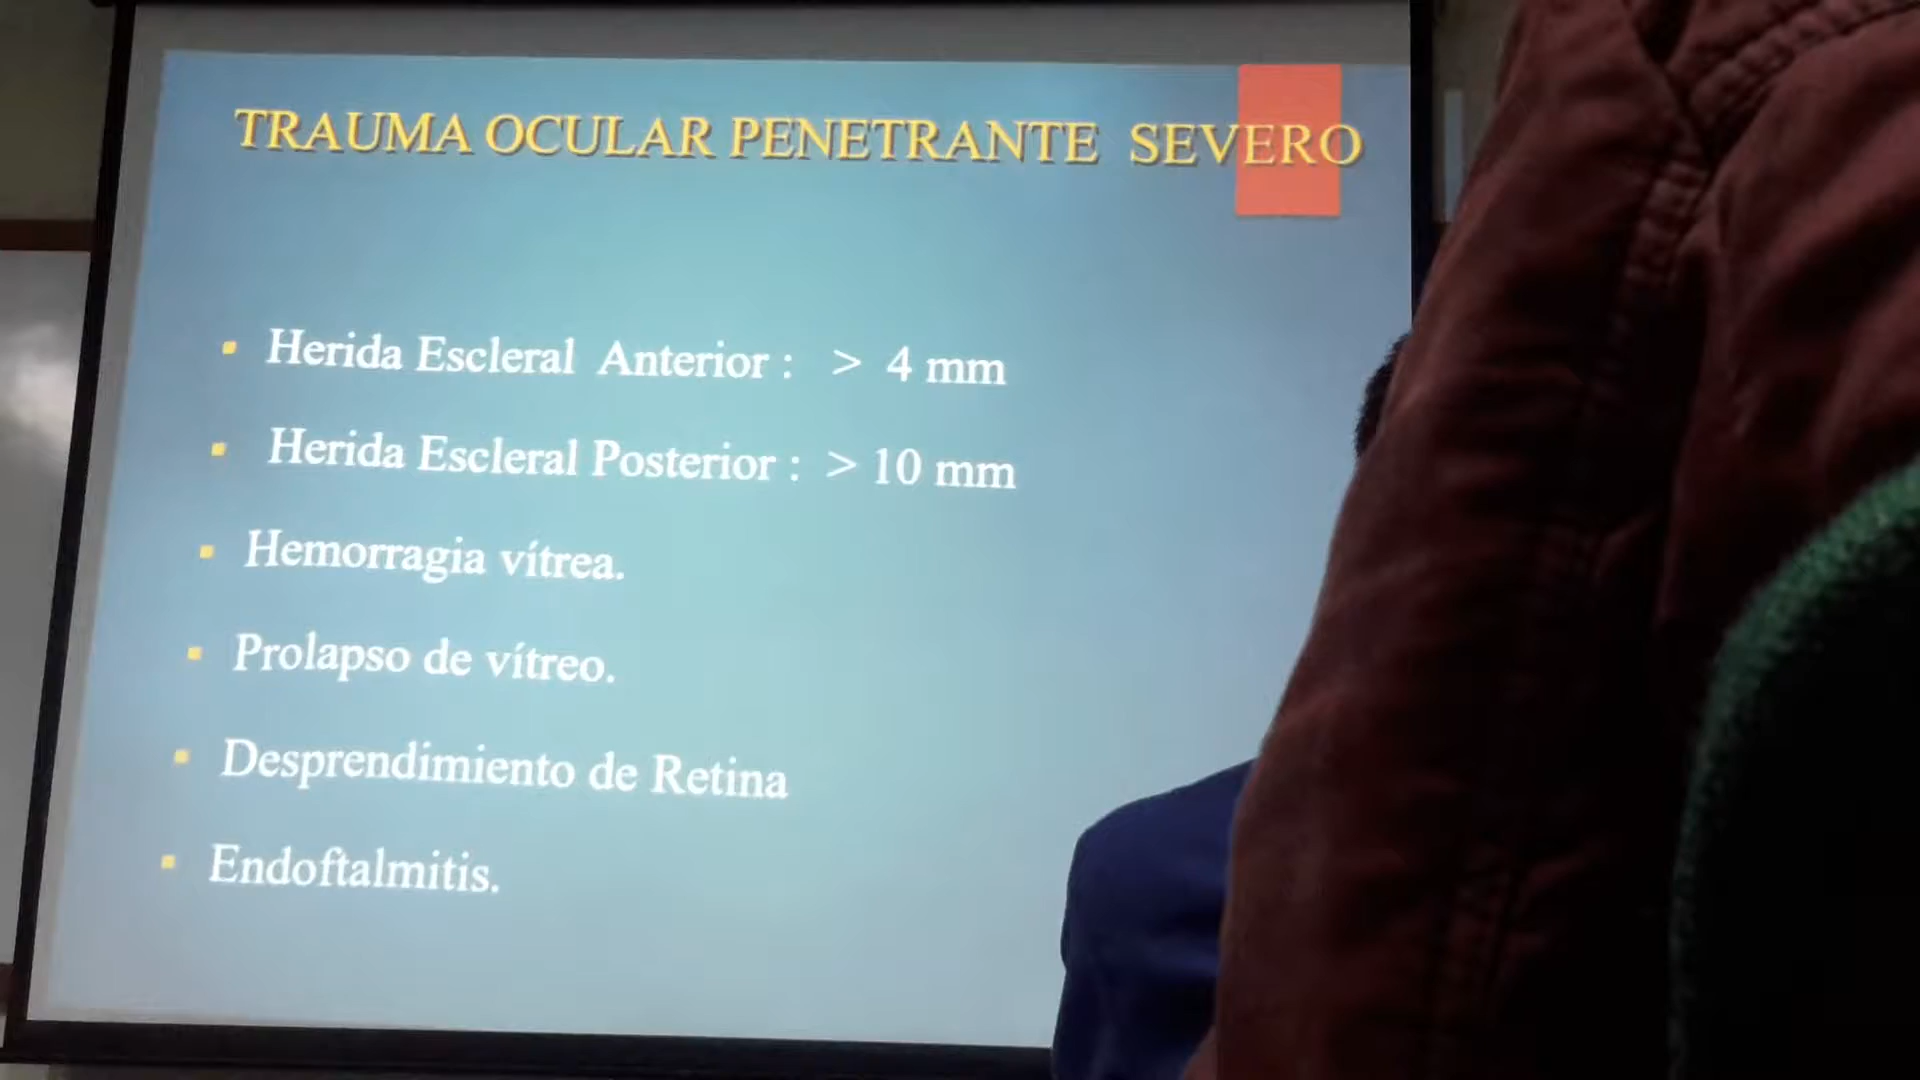 TRAUMA OCULAR PENETRANTE SEVERO
Herida Escleral Anterior : > 4 mm
Herida Escleral Posterior : > 10 mm
Hemorragia vítrea.
Prolapso de vítreo.
Desprendimiento de Retina
Endoftalmitis.